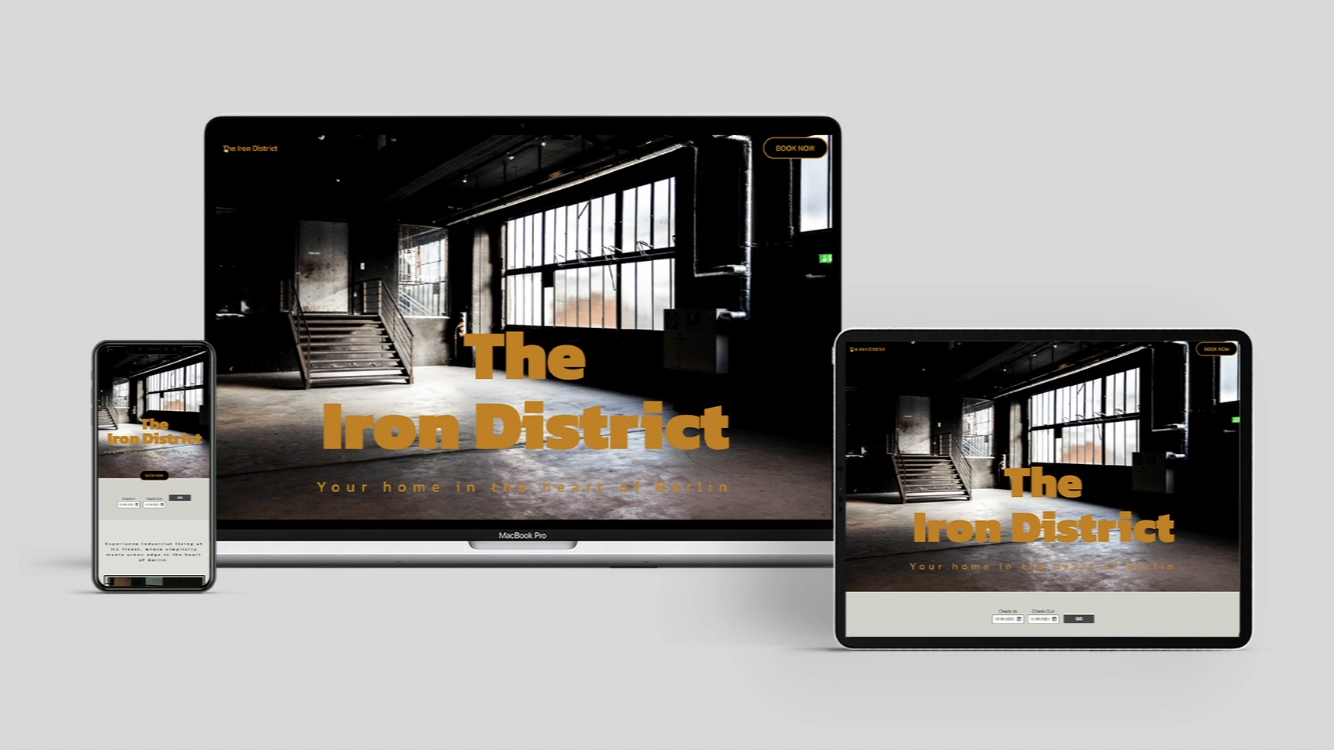 The Iron District
BOOK NOW
The
Iron District
Your home in the heart of Berlin
MacBook Pro
The
Iron District
BOOK NOW
Check In
Check Out
GO
Experience industrial living at
its finest, where simplicity
meets urban edge in the heart
of Berlin.
The Iron District
BOOK NOW
The
Iron District
Your home in the heart of Berlin
Check In
Check Out
GO